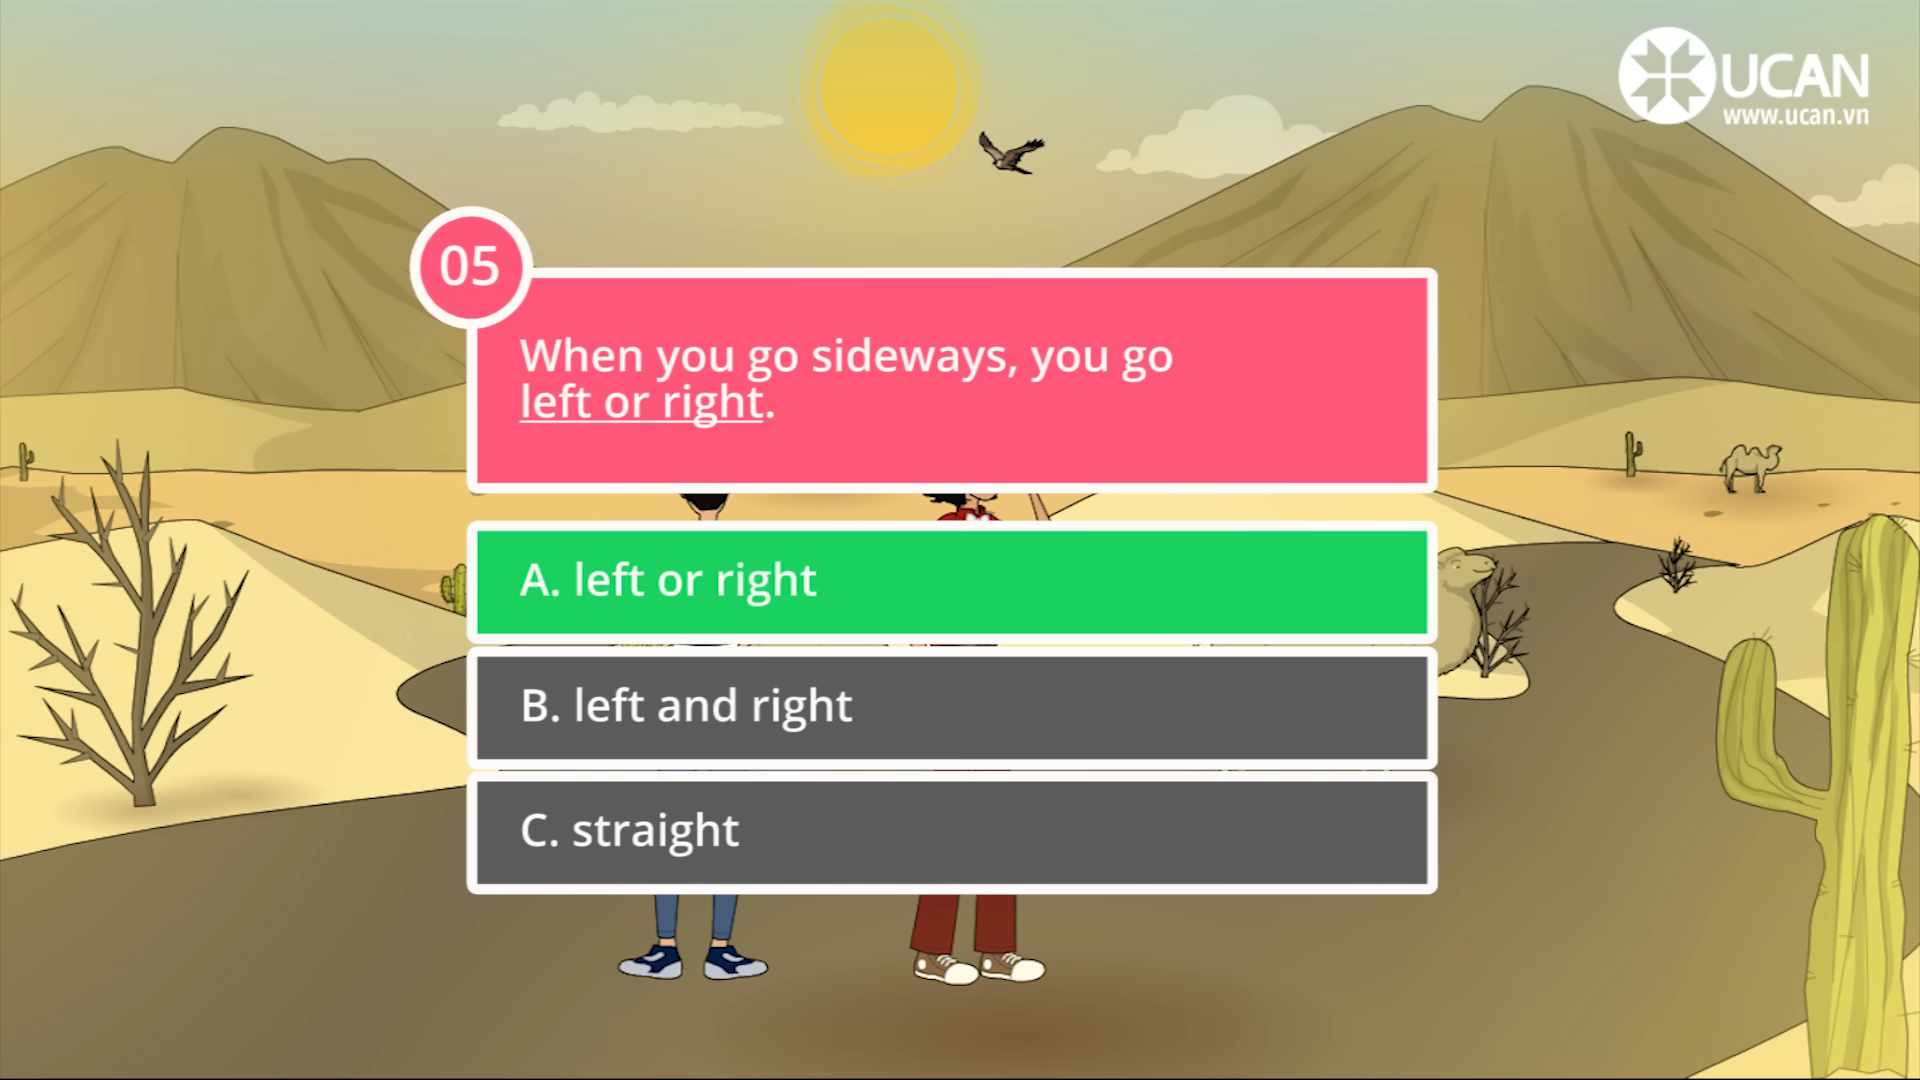 UCAN
www.ucan.vn
05
When you go sideways, you go
left or right.
A. left or right
B. left and right
C. straight